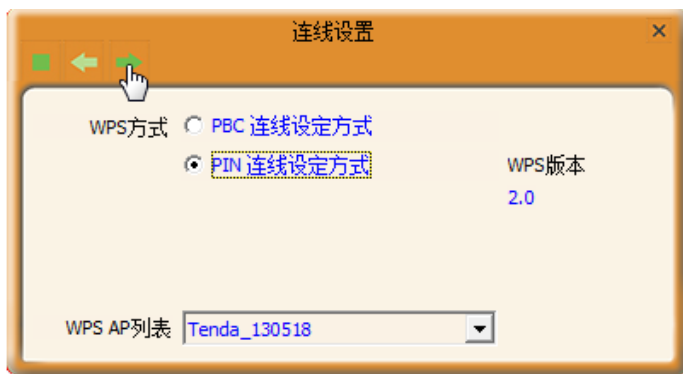 连线设置
WPS方式
PBC 连线设定方式
PIN 连线设定方式
WPS版本
2.0
WPS AP列表
Tenda_130518